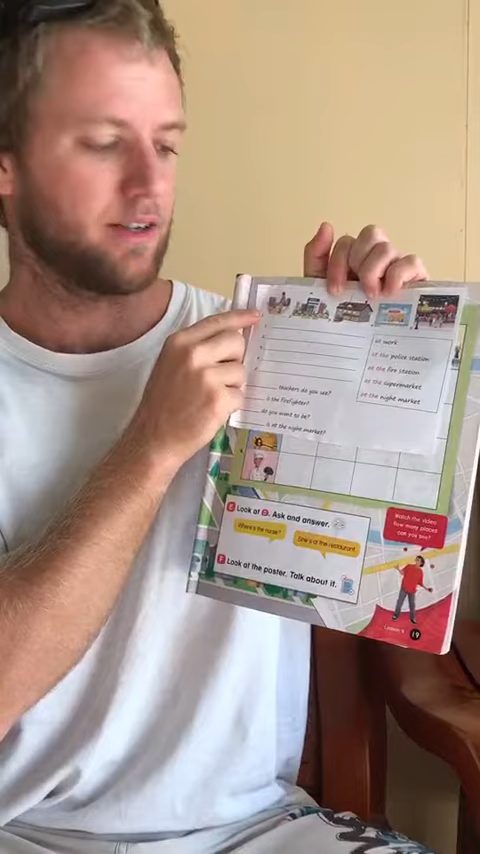 at work
at the police station
at the fire station
at the supermarket
at the night market
teachers do you see?
is the firefighter?
do you want to be?
is at the night market?
E Look at D. Ask and answer.
Where's the nurse?
She's at the restaurant.
F Look at the poster. Talk about it.
Watch the video.
How many places
can you see?
Lesson 4 19